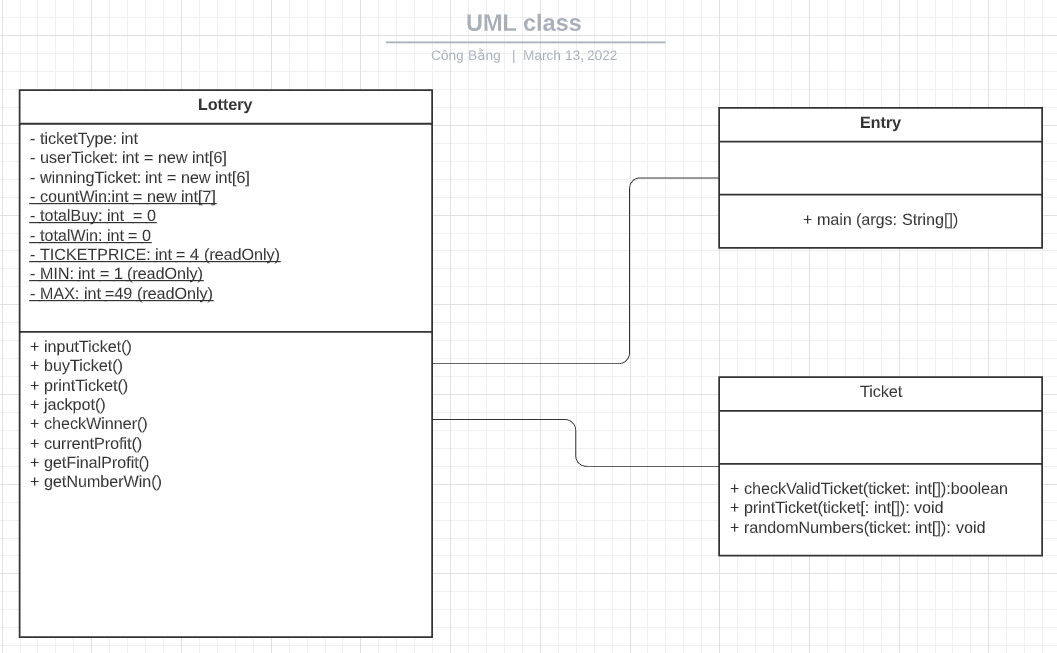 UML class
Công Bằng | March 13, 2022
Lottery
- ticketType: int
- userTicket: int = new int[6]
- winningTicket: int = new int[6]
- countWin:int = new int[7]
- totalBuy: int = 0
- totalWin: int = 0
- TICKETPRICE: int = 4 (readOnly)
- MIN: int = 1 (readOnly)
- MAX: int =49 (readOnly)
+ inputTicket()
+ buyTicket()
+ printTicket()
+ jackpot()
+ checkWinner()
+ currentProfit()
+ getFinalProfit()
+ getNumberWin()
Entry
+ main (args: String[])
Ticket
+ checkValidTicket(ticket: int[]):boolean
+ printTicket(ticket[: int[]): void
+ randomNumbers(ticket: int[]): void